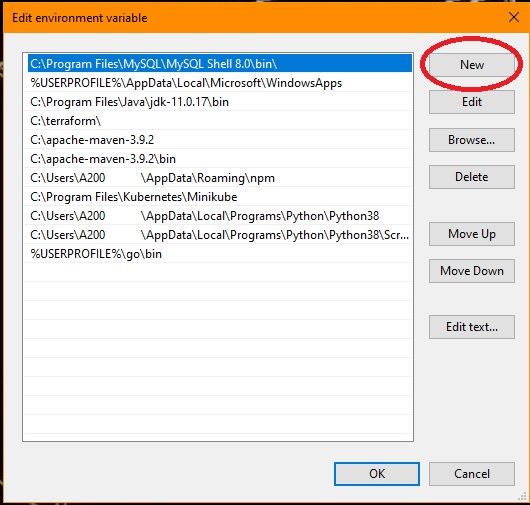 Edit environment variable
C:\Program Files\MySQL\MySQL Shell 8.0\bin\
%USERPROFILE%\AppData\Local\Microsoft\WindowsApps
C:\Program Files\Java\jdk-11.0.17\bin
C:\terraform\
C:\apache-maven-3.9.2
C:\apache-maven-3.9.2\bin
C:\Users\A200 \AppData\Roaming\npm
C:\Program Files\Kubernetes\Minikube
C:\Users\A200 \AppData\Local\Programs\Python\Python38
C:\Users\A200 \AppData\Local\Programs\Python\Python38\Scr...
%USERPROFILE%\go\bin
New
Edit
Browse...
Delete
Move Up
Move Down
Edit text...
OK
Cancel